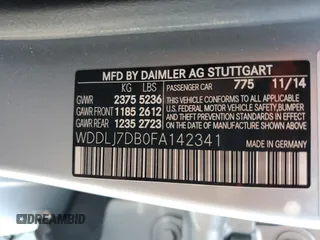 MFD BY DAIMLER AG STUTTGART
KG LBS PASSENGER CAR 775 11/14
GVWR 2375 5236
GAWR FRONT 1185 2612
GAWR REAR 1235 2723
THIS VEHICLE CONFORMS TO ALL APPLICABLE
FEDERAL MOTOR VEHICLE SAFETY, BUMPER,
AND THEFT PREVENTION STANDARDS IN EFFECT
ON THE DATE OF MANUFACTURE SHOWN ABOVE
WDDLJ7DB0FA142341 MADE IN GERMANY
DREAMBID